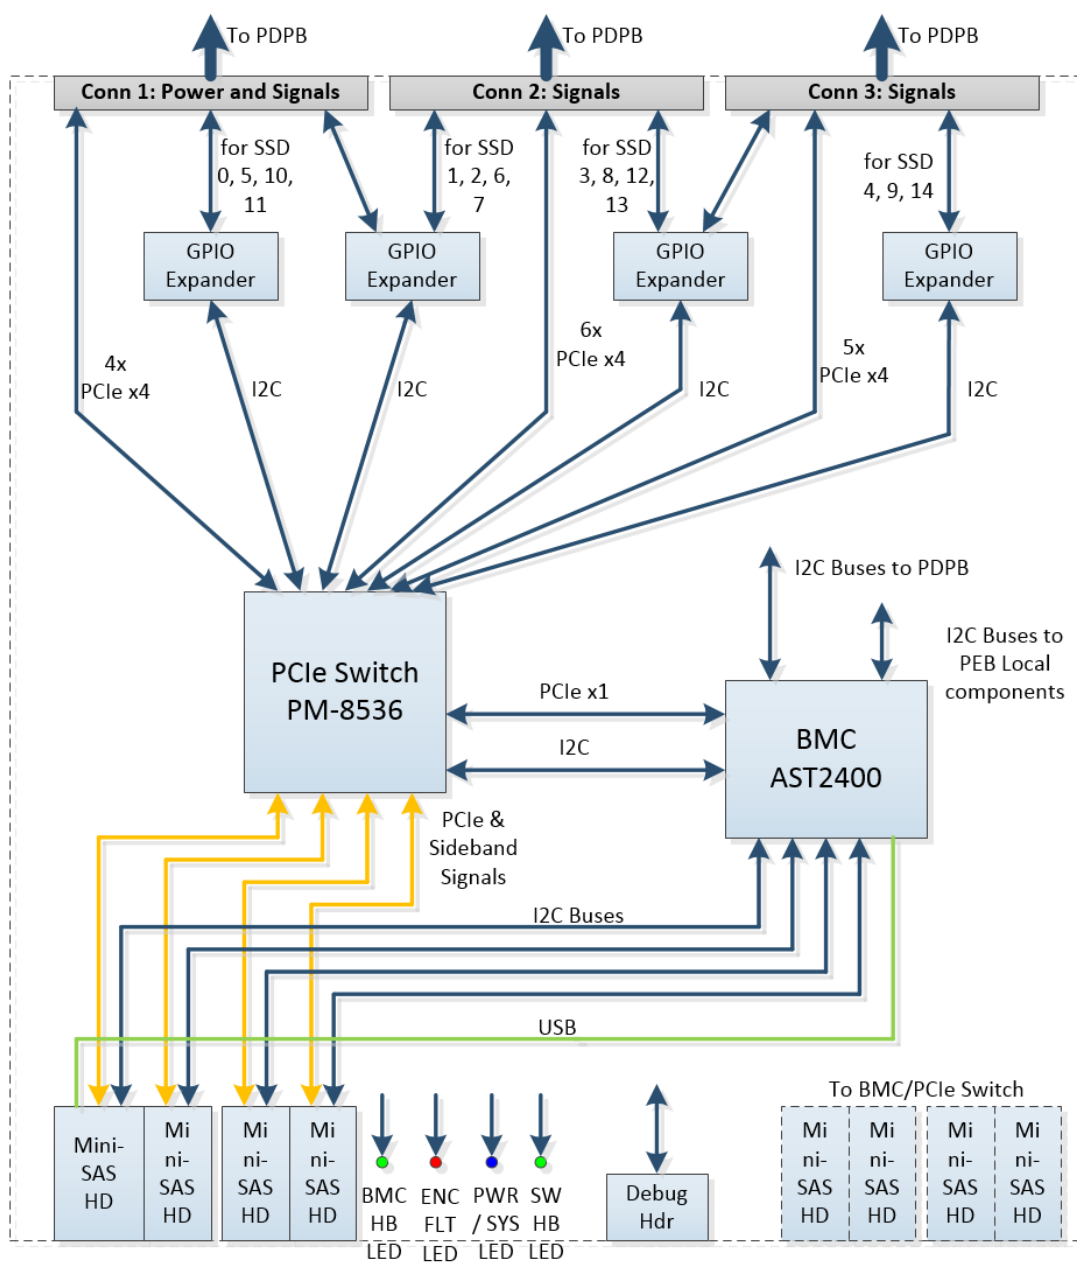 To PDPB
To PDPB
To PDPB
Conn 1: Power and Signals
Conn 2: Signals
Conn 3: Signals
for SSD
0, 5, 10,
11
for SSD
1, 2, 6,
7
for SSD
3, 8, 12,
13
for SSD
4, 9, 14
GPIO
Expander
GPIO
Expander
GPIO
Expander
GPIO
Expander
4x
PCIe x4
I2C
I2C
6x
PCIe x4
I2C
5x
PCIe x4
I2C
I2C Buses to PDPB
I2C Buses to
PEB Local
components
PCIe Switch
PM-8536
PCIe x1
I2C
BMC
AST2400
PCIe &
Sideband
Signals
I2C Buses
USB
Mini-
SAS
HD
Mi
ni-
SAS
HD
Mi
ni-
SAS
HD
Mi
ni-
SAS
HD
BMC
HB
LED
ENC
FLT
LED
PWR
/ SYS
LED
SW
HB
LED
Debug
Hdr
To BMC/PCIe Switch
Mi
ni-
SAS
HD
Mi
ni-
SAS
HD
Mi
ni-
SAS
HD
Mi
ni-
SAS
HD